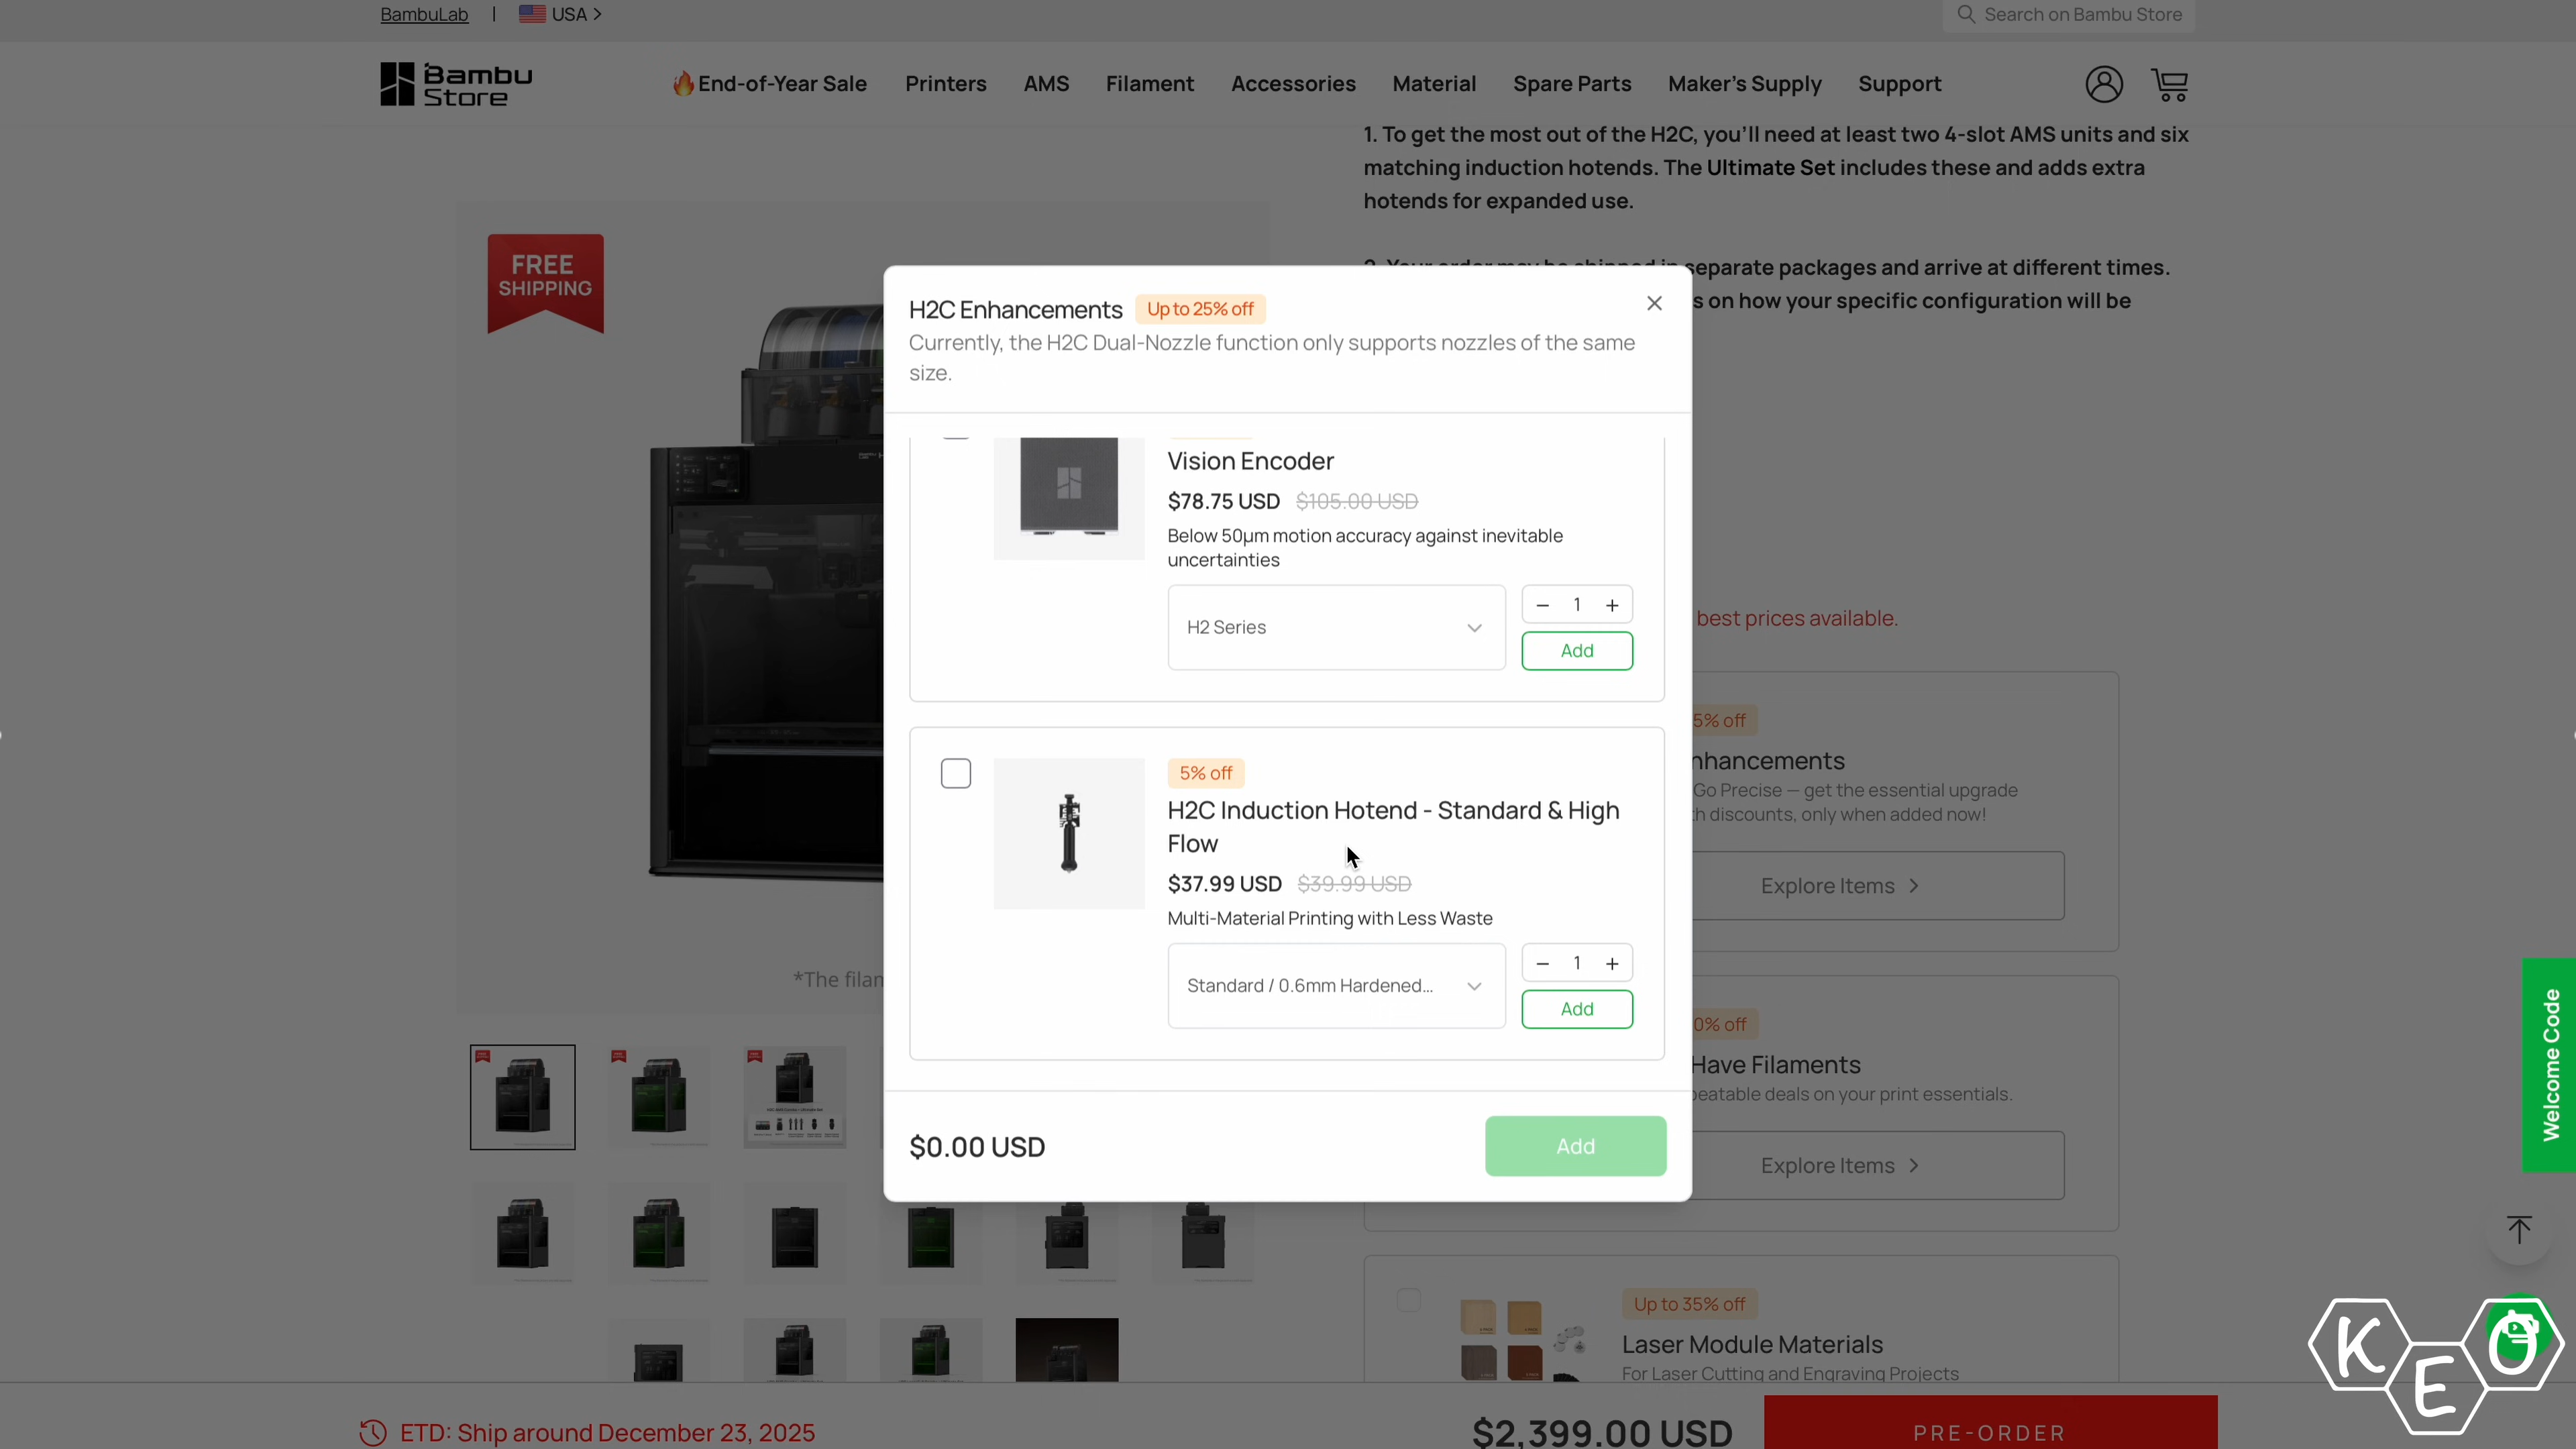 BambuLab | USA >
Search on Bambu Store
Bambu
Store
🔥End-of-Year Sale Printers AMS Filament Accessories Material Spare Parts Maker's Supply Support
1. To get the most out of the H2C, you'll need at least two 4-slot AMS units and six
matching induction hotends. The Ultimate Set includes these and adds extra
hotends for expanded use.
separate packages and arrive at different times.
s on how your specific configuration will be
FREE
SHIPPING
H2C Enhancements Up to 25% off
Currently, the H2C Dual-Nozzle function only supports nozzles of the same
size.
Vision Encoder
$78.75 USD $105.00 USD
Below 50μm motion accuracy against inevitable
uncertainties
H2 Series
1
Add
5% off
H2C Induction Hotend - Standard & High
Flow
$37.99 USD $39.99 USD
Multi-Material Printing with Less Waste
Standard / 0.6mm Hardened...
1
Add
$0.00 USD
Add
best prices available.
5% off
nhancements
Go Precise — get the essential upgrade
th discounts, only when added now!
Explore Items >
0% off
Have Filaments
peatable deals on your print essentials.
Explore Items >
Up to 35% off
Laser Module Materials
For Laser Cutting and Engraving Projects
*The filan
Welcome Code
ETD: Ship around December 23, 2025
$2,399.00 USD
PRE-ORDER
KEO